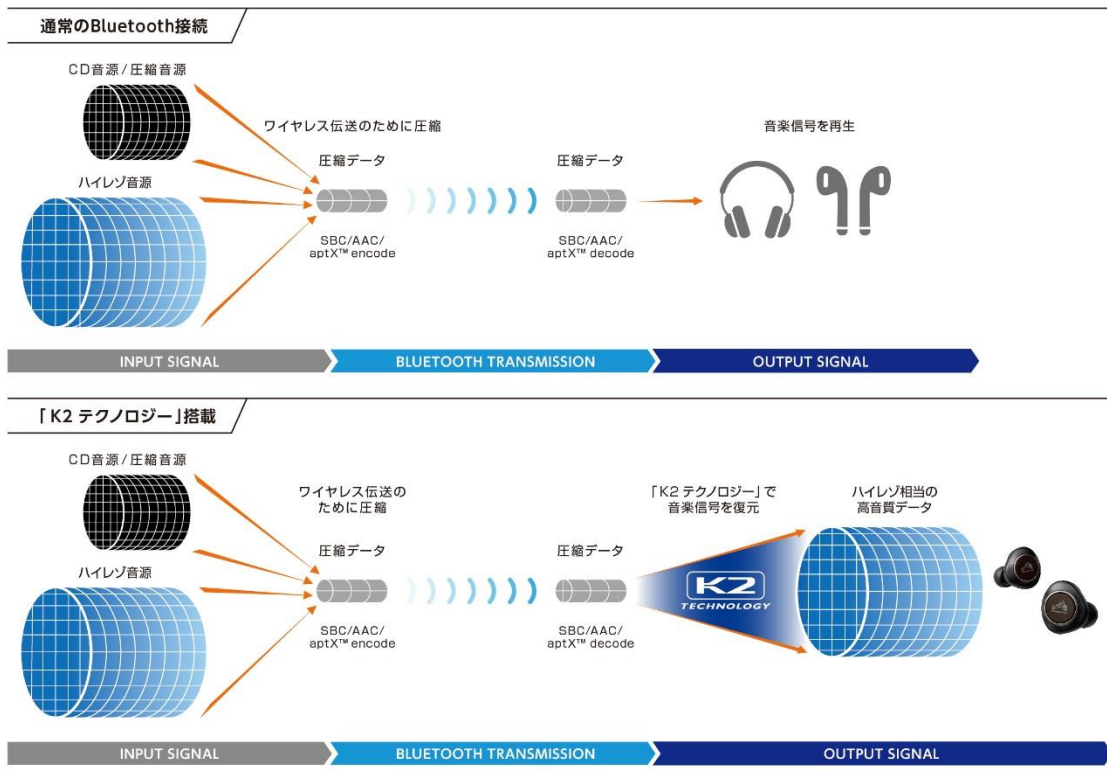 通常のBluetooth接続
CD音源/圧縮音源
ワイヤレス伝送のために圧縮
音楽信号を再生
圧縮データ
圧縮データ
ハイレゾ音源
SBC/AAC/
aptX™ encode
SBC/AAC/
aptX™ decode
INPUT SIGNAL
BLUETOOTH TRANSMISSION
OUTPUT SIGNAL
「K2 テクノロジー」搭載
CD音源/圧縮音源
ワイヤレス伝送の
ために圧縮
「K2 テクノロジー」で
音楽信号を復元
ハイレゾ相当の
高音質データ
圧縮データ
圧縮データ
ハイレゾ音源
K2
TECHNOLOGY
SBC/AAC/
aptX™ encode
SBC/AAC/
aptX™ decode
INPUT SIGNAL
BLUETOOTH TRANSMISSION
OUTPUT SIGNAL